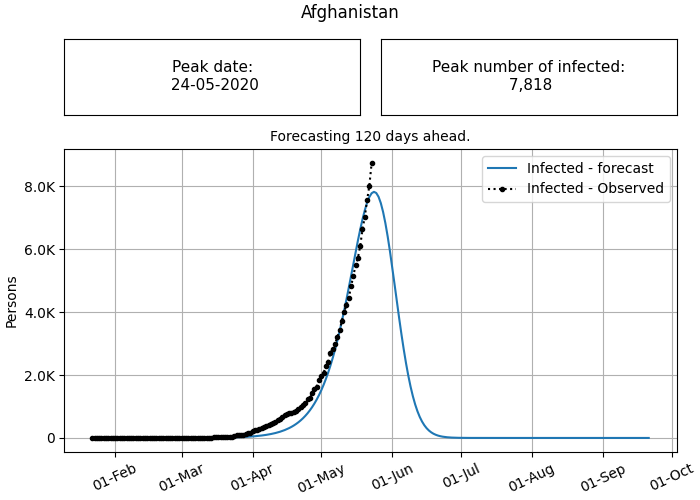 Afghanistan
Peak date:
24-05-2020
Peak number of infected:
7,818
Forecasting 120 days ahead.
Infected - forecast
Infected - Observed
Persons
8.0K
6.0K
4.0K
2.0K
0
01-Feb
01-Mar
01-Apr
01-May
01-Jun
01-Jul
01-Aug
01-Sep
01-Oct